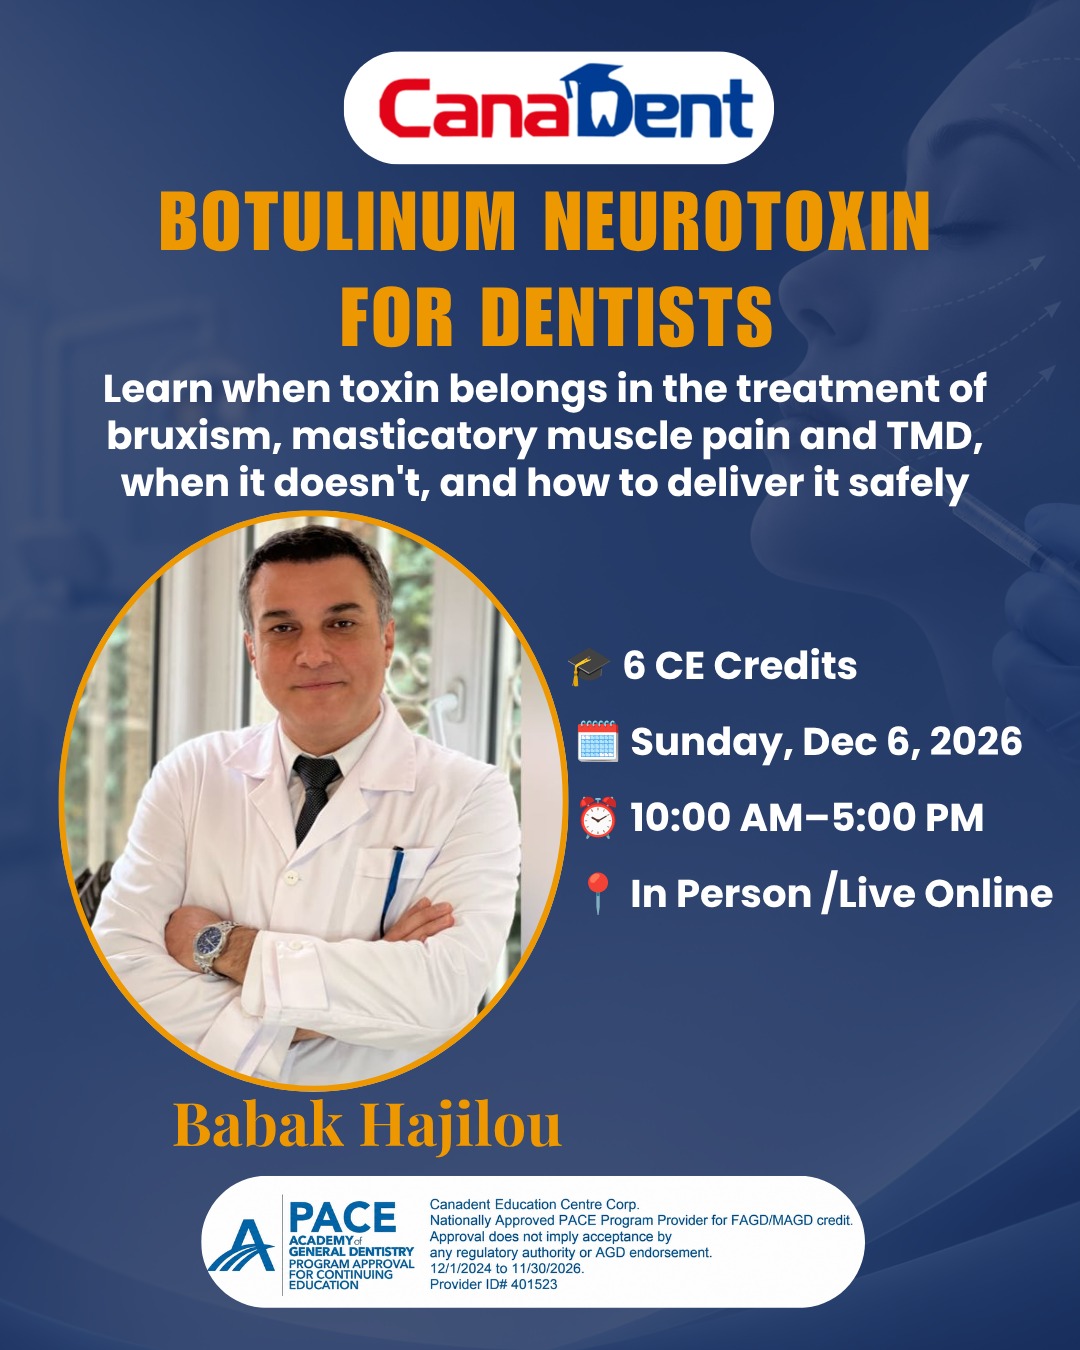 CanaDent
BOTULINUM NEUROTOXIN
FOR DENTISTS
Learn when toxin belongs in the treatment of
bruxism, masticatory muscle pain and TMD,
when it doesn't, and how to deliver it safely
6 CE Credits
Sunday, Dec 6, 2026
10:00 AM–5:00 PM
In Person /Live Online
Babak Hajilou
PACE
ACADEMY of
GENERAL DENTISTRY
PROGRAM APPROVAL
FOR CONTINUING
EDUCATION
Canadent Education Centre Corp.
Nationally Approved PACE Program Provider for FAGD/MAGD credit.
Approval does not imply acceptance by
any regulatory authority or AGD endorsement.
12/1/2024 to 11/30/2026.
Provider ID# 401523